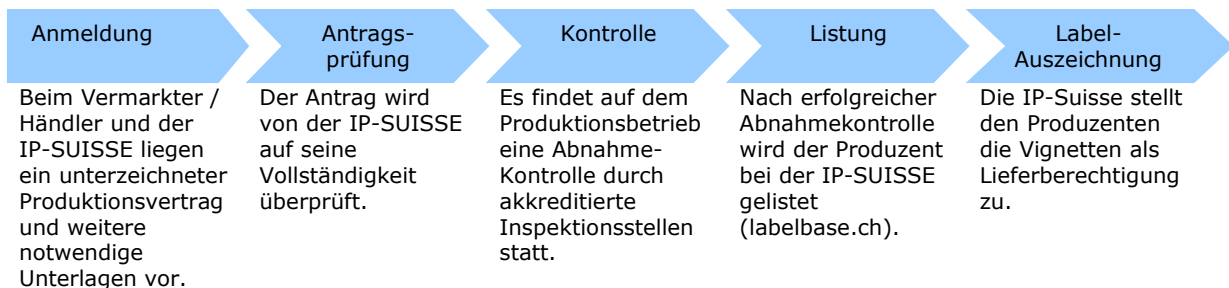 Anmeldung
Beim Vermarkter /
Händler und der
IP-SUISSE liegen
ein unterzeichneter
Produktionsvertrag
und weitere
notwendige
Unterlagen vor.
Antrags-
prüfung
Der Antrag wird
von der IP-SUISSE
auf seine
Vollständigkeit
überprüft.
Kontrolle
Es findet auf dem
Produktionsbetrieb
eine Abnahme-
Kontrolle durch
akkreditierte
Inspektionsstellen
statt.
Listung
Nach erfolgreicher
Abnahmekontrolle
wird der Produzent
bei der IP-SUISSE
gelistet
(labelbase.ch).
Label-
Auszeichnung
Die IP-Suisse stellt
den Produzenten
die Vignetten als
Lieferberechtigung
zu.